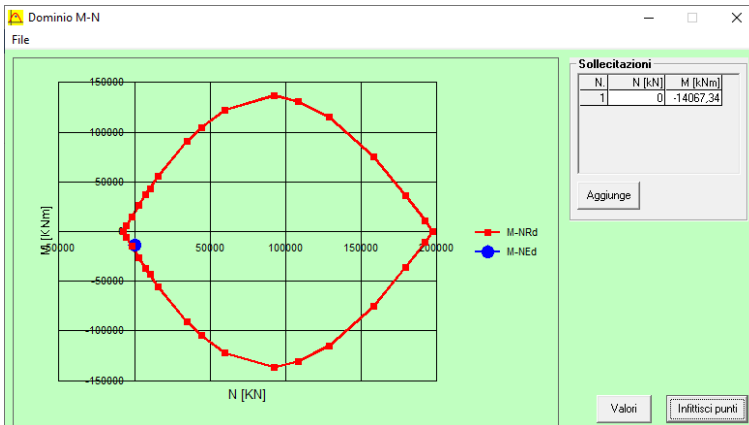 Dominio M-N
File
150000
100000
50000
0
-50000
-100000
-150000
50000
50000
100000
150000
200000
M [KNm]
N [KN]
M-NRd
M-NEd
Sollecitazioni
N. N [kN] M [kNm]
1 0 -14067,34
Aggiunge
Valori
Infittisci punti